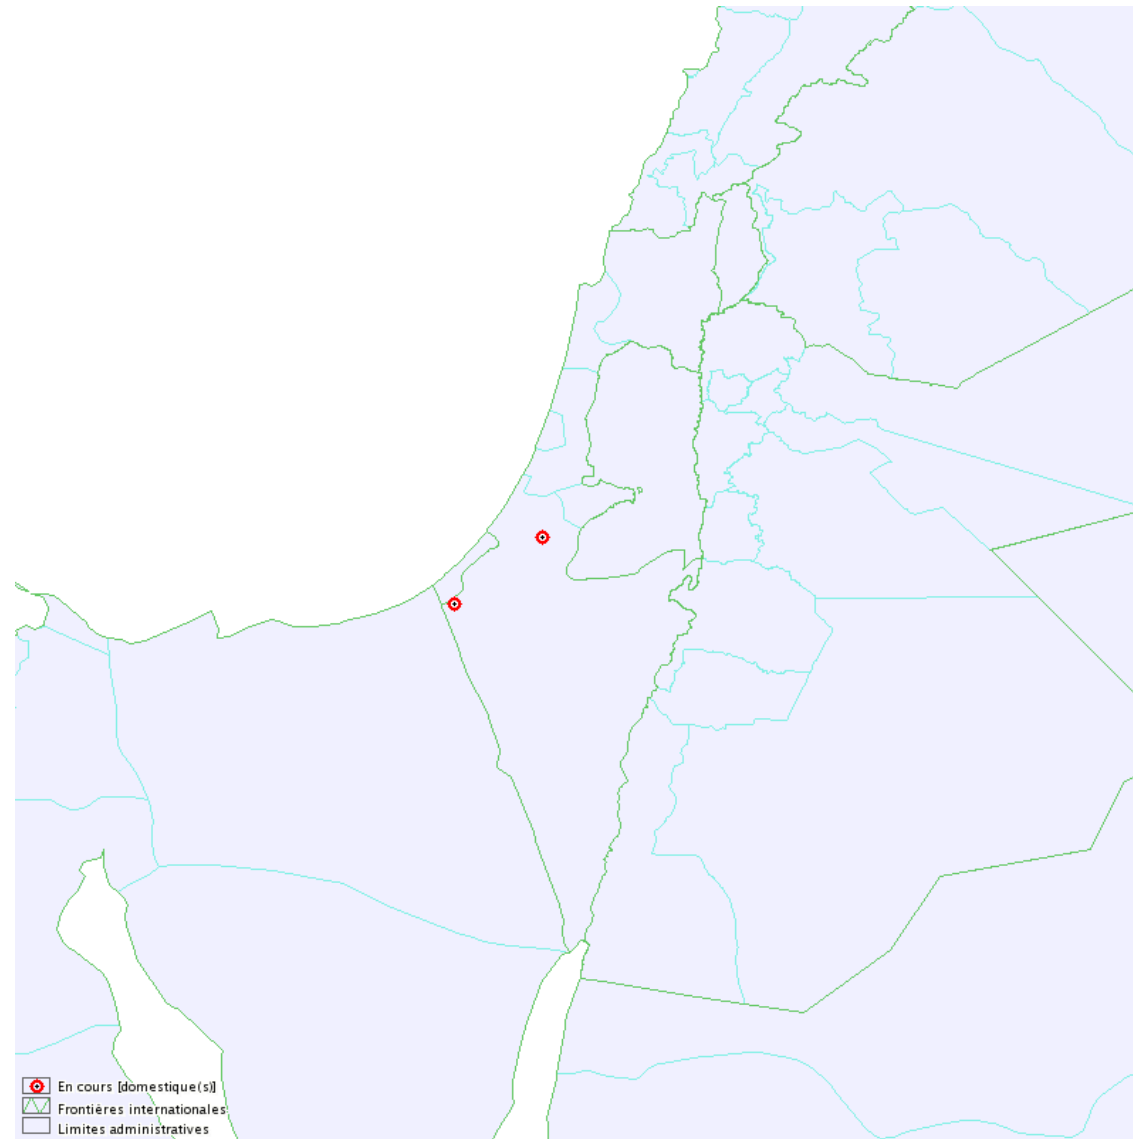 En cours [domestique(s)]
Frontières internationales
Limites administratives